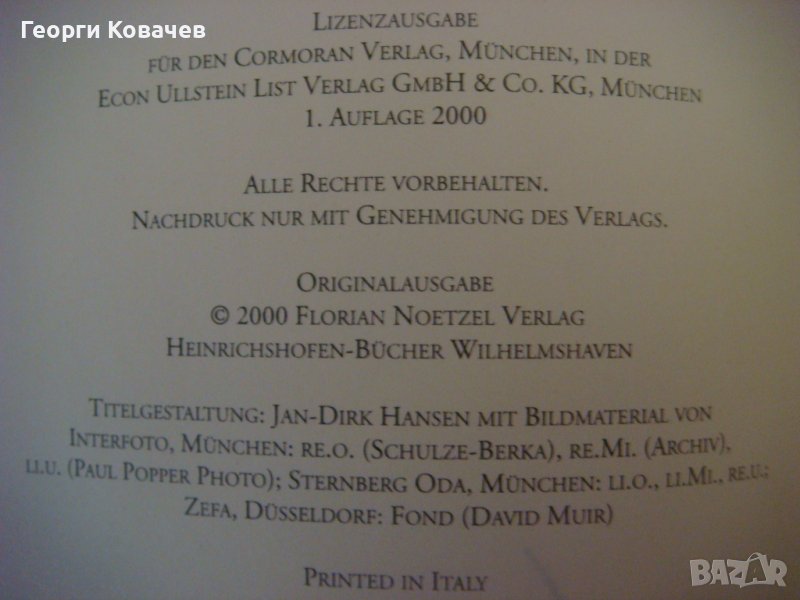 Георги Ковачев
Lizenzausgabe
für den Cormoran Verlag, München, in der
Econ Ullstein List Verlag GmbH & Co. KG, München
1. Auflage 2000
Alle Rechte vorbehalten.
Nachdruck nur mit Genehmigung des Verlags.
Originalausgabe
© 2000 Florian Noetzel Verlag
Heinrichshofen-Bücher Wilhelmshaven
Titelgestaltung: Jan-Dirk Hansen mit Bildmaterial von
Interfoto, München: re.o. (Schulze-Berka), re.Mi. (Archiv),
li.u. (Paul Popper Photo); Sternberg Oda, München: li.o., li.Mi., re.u.;
Zefa, Düsseldorf: Fond (David Muir)
Printed in Italy
BAZAR